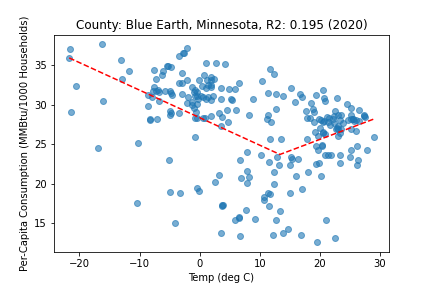 County: Blue Earth, Minnesota, R2: 0.195 (2020)
Per-Capita Consumption (MMBtu/1000 Households)
35
30
25
20
15
−20 −10 0 10 20 30
Temp (deg C)